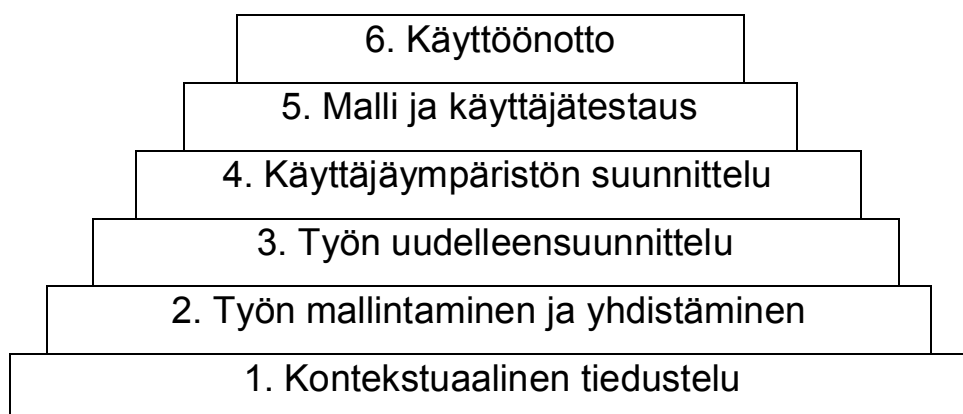 6. Käyttöönotto
5. Malli ja käyttäjätestaus
4. Käyttäjäympäristön suunnittelu
3. Työn uudelleensuunnittelu
2. Työn mallintaminen ja yhdistäminen
1. Kontekstuaalinen tiedustelu